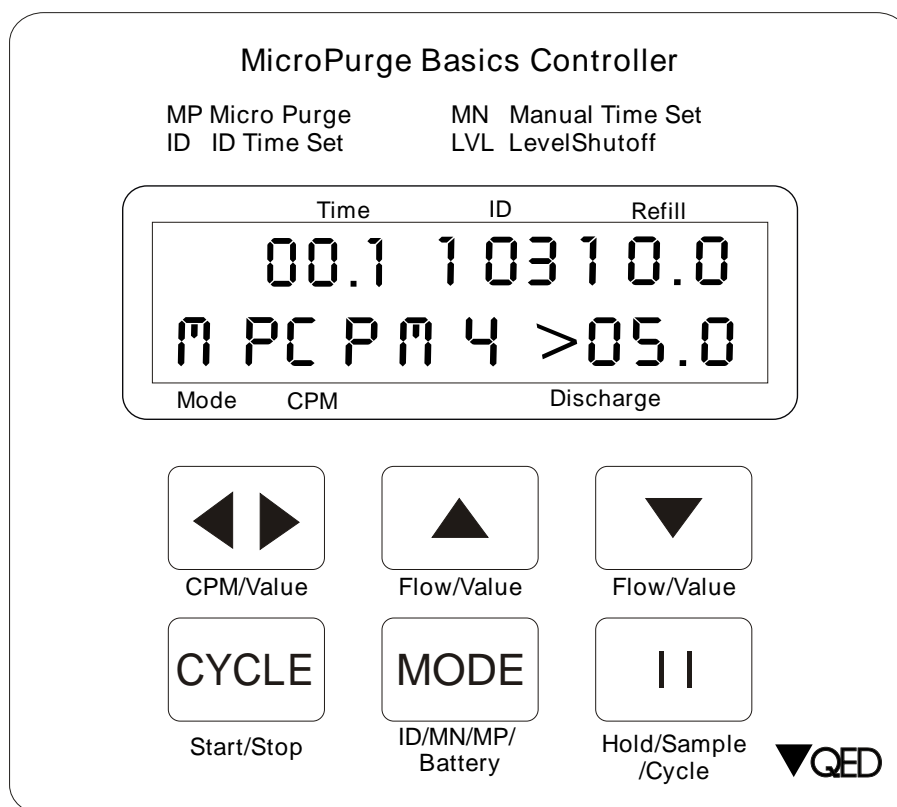 MicroPurge Basics Controller
MP Micro Purge MN Manual Time Set
ID ID Time Set LVL LevelShutoff
Time ID Refill
00.1 10310.0
M PCPM 4 >05.0
Mode CPM Discharge
CPM/Value Flow/Value Flow/Value
CYCLE MODE II
Start/Stop ID/MN/MP/ Hold/Sample
Battery /Cycle
QED